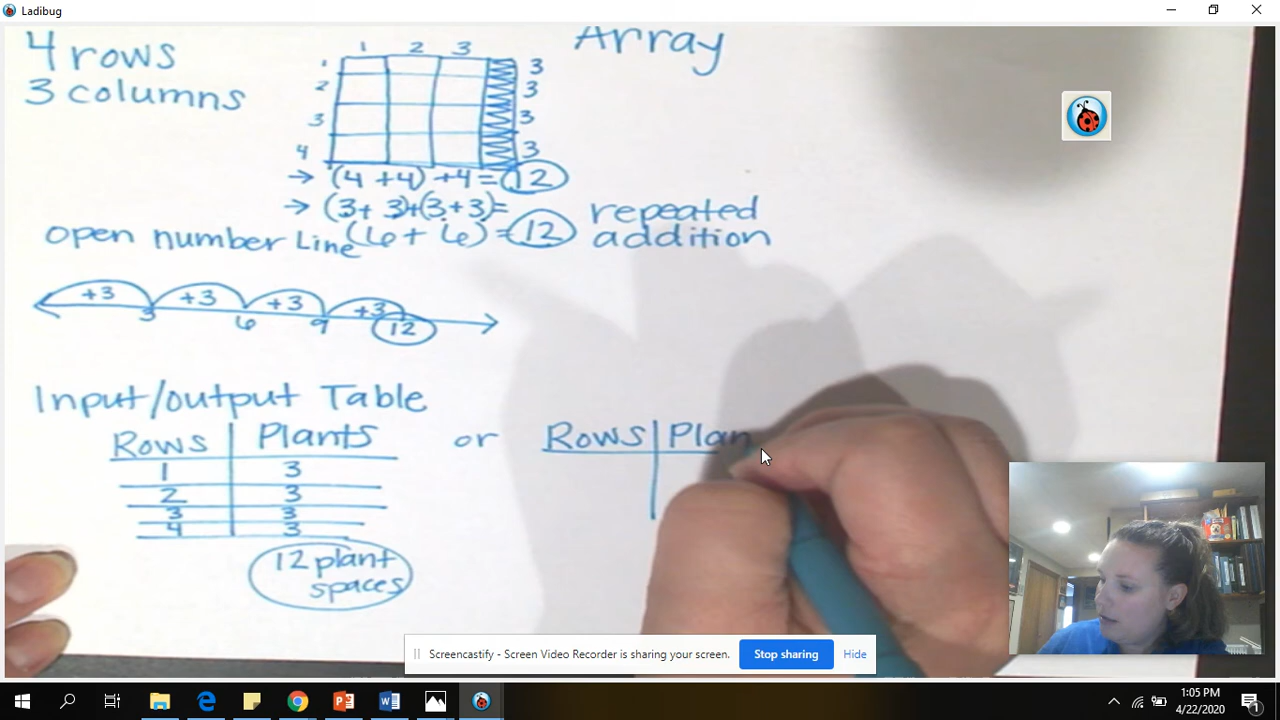 Ladibug
4 rows
3 columns
Array
1 2 3
1 3
2 3
3 3
4 3
→ (4+4)+4=12
→ (3+3)+(3+3)=
(6+6)=12
repeated
addition
open number Line
+3 +3 +3 +3
3 6 9 12
Input/output Table
Rows Plants or Rows Plan
1 3
2 3
3 3
4 3
12 plant
spaces
Screencastify - Screen Video Recorder is sharing your screen. Stop sharing Hide
1:05 PM
4/22/2020